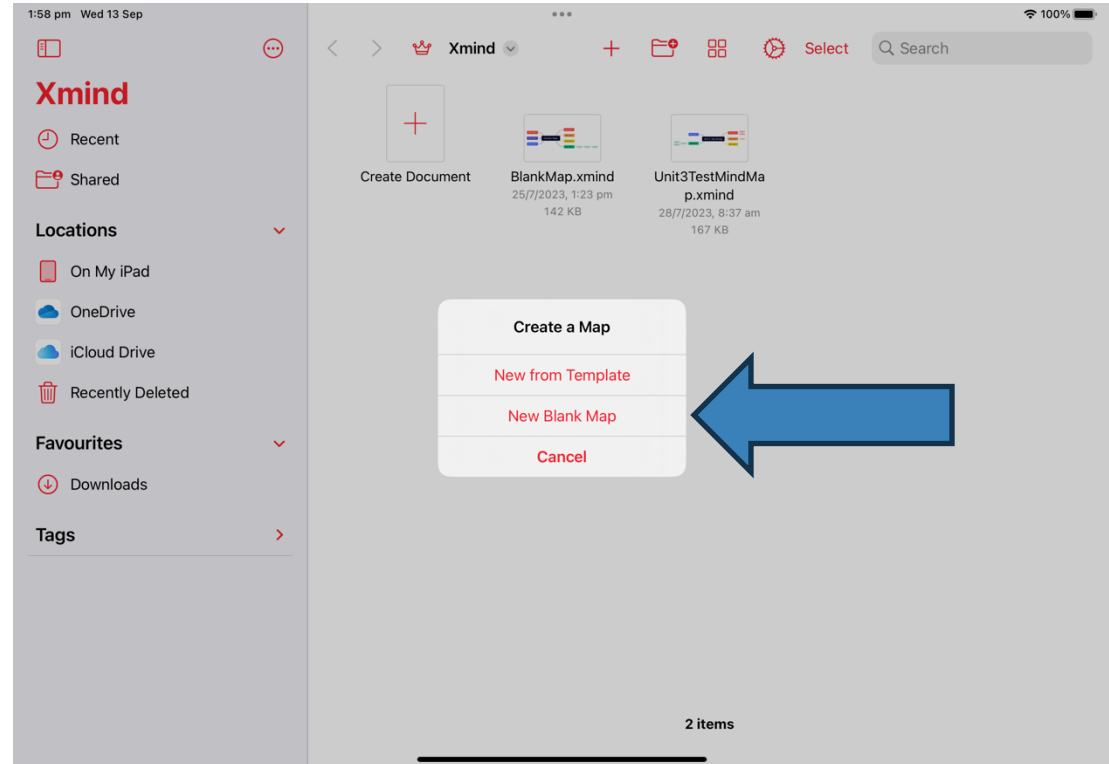 1:58 pm Wed 13 Sep
100%
Xmind
Select
Search
Xmind
Recent
Shared
Locations
On My iPad
OneDrive
iCloud Drive
Recently Deleted
Favourites
Downloads
Tags
Create Document
BlankMap.xmind
25/7/2023, 1:23 pm
142 KB
Unit3TestMindMa
p.xmind
28/7/2023, 8:37 am
167 KB
Create a Map
New from Template
New Blank Map
Cancel
2 items